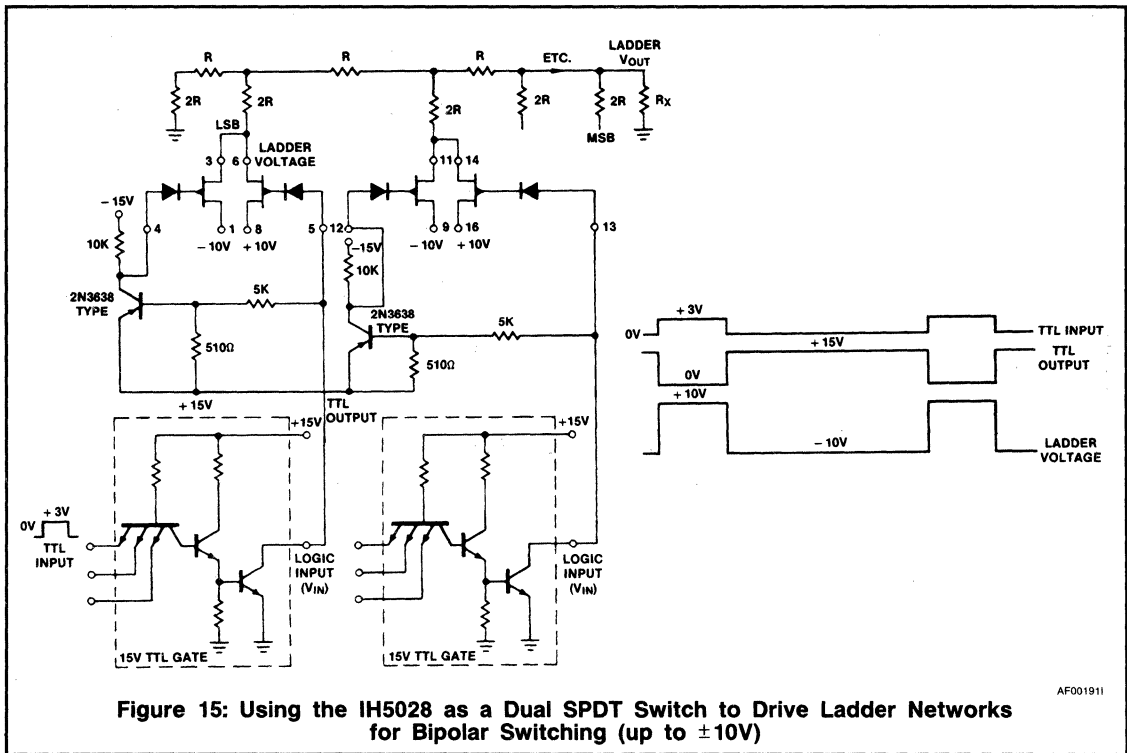 LADDER
VOUT
R
R
R
ETC.
2R
2R
2R
2R
2R
RX
LSB
MSB
3
6
LADDER
VOLTAGE
11
14
-15V
4
1
8
5
12
9
16
13
-10V
+10V
-15V
-10V
+10V
10K
10K
2N3638
TYPE
5K
2N3638
TYPE
5K
510Ω
510Ω
+15V
TTL
OUTPUT
+15V
+15V
0V
+3V
TTL
INPUT
LOGIC
INPUT
(VIN)
LOGIC
INPUT
(VIN)
15V TTL GATE
15V TTL GATE
+3V
0V
TTL INPUT
+15V
TTL
OUTPUT
0V
+10V
-10V
LADDER
VOLTAGE
AF00191I
Figure 15: Using the IH5028 as a Dual SPDT Switch to Drive Ladder Networks
for Bipolar Switching (up to ±10V)